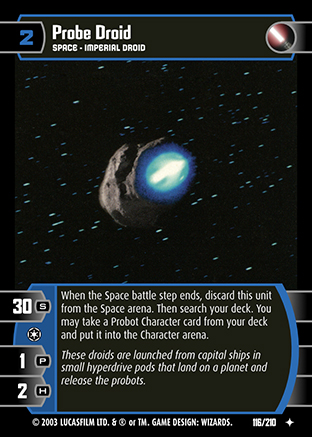 2 Probe Droid
SPACE - IMPERIAL DROID
30 S
1 P
2 H
When the Space battle step ends, discard this unit
from the Space arena. Then search your deck. You
may take a Probot Character card from your deck
and put it into the Character arena.
These droids are launched from capital ships in
small hyperdrive pods that land on a planet and
release the probots.
© 2003 LUCASFILM LTD. & ® or TM. GAME DESIGN: WIZARDS. 116/210